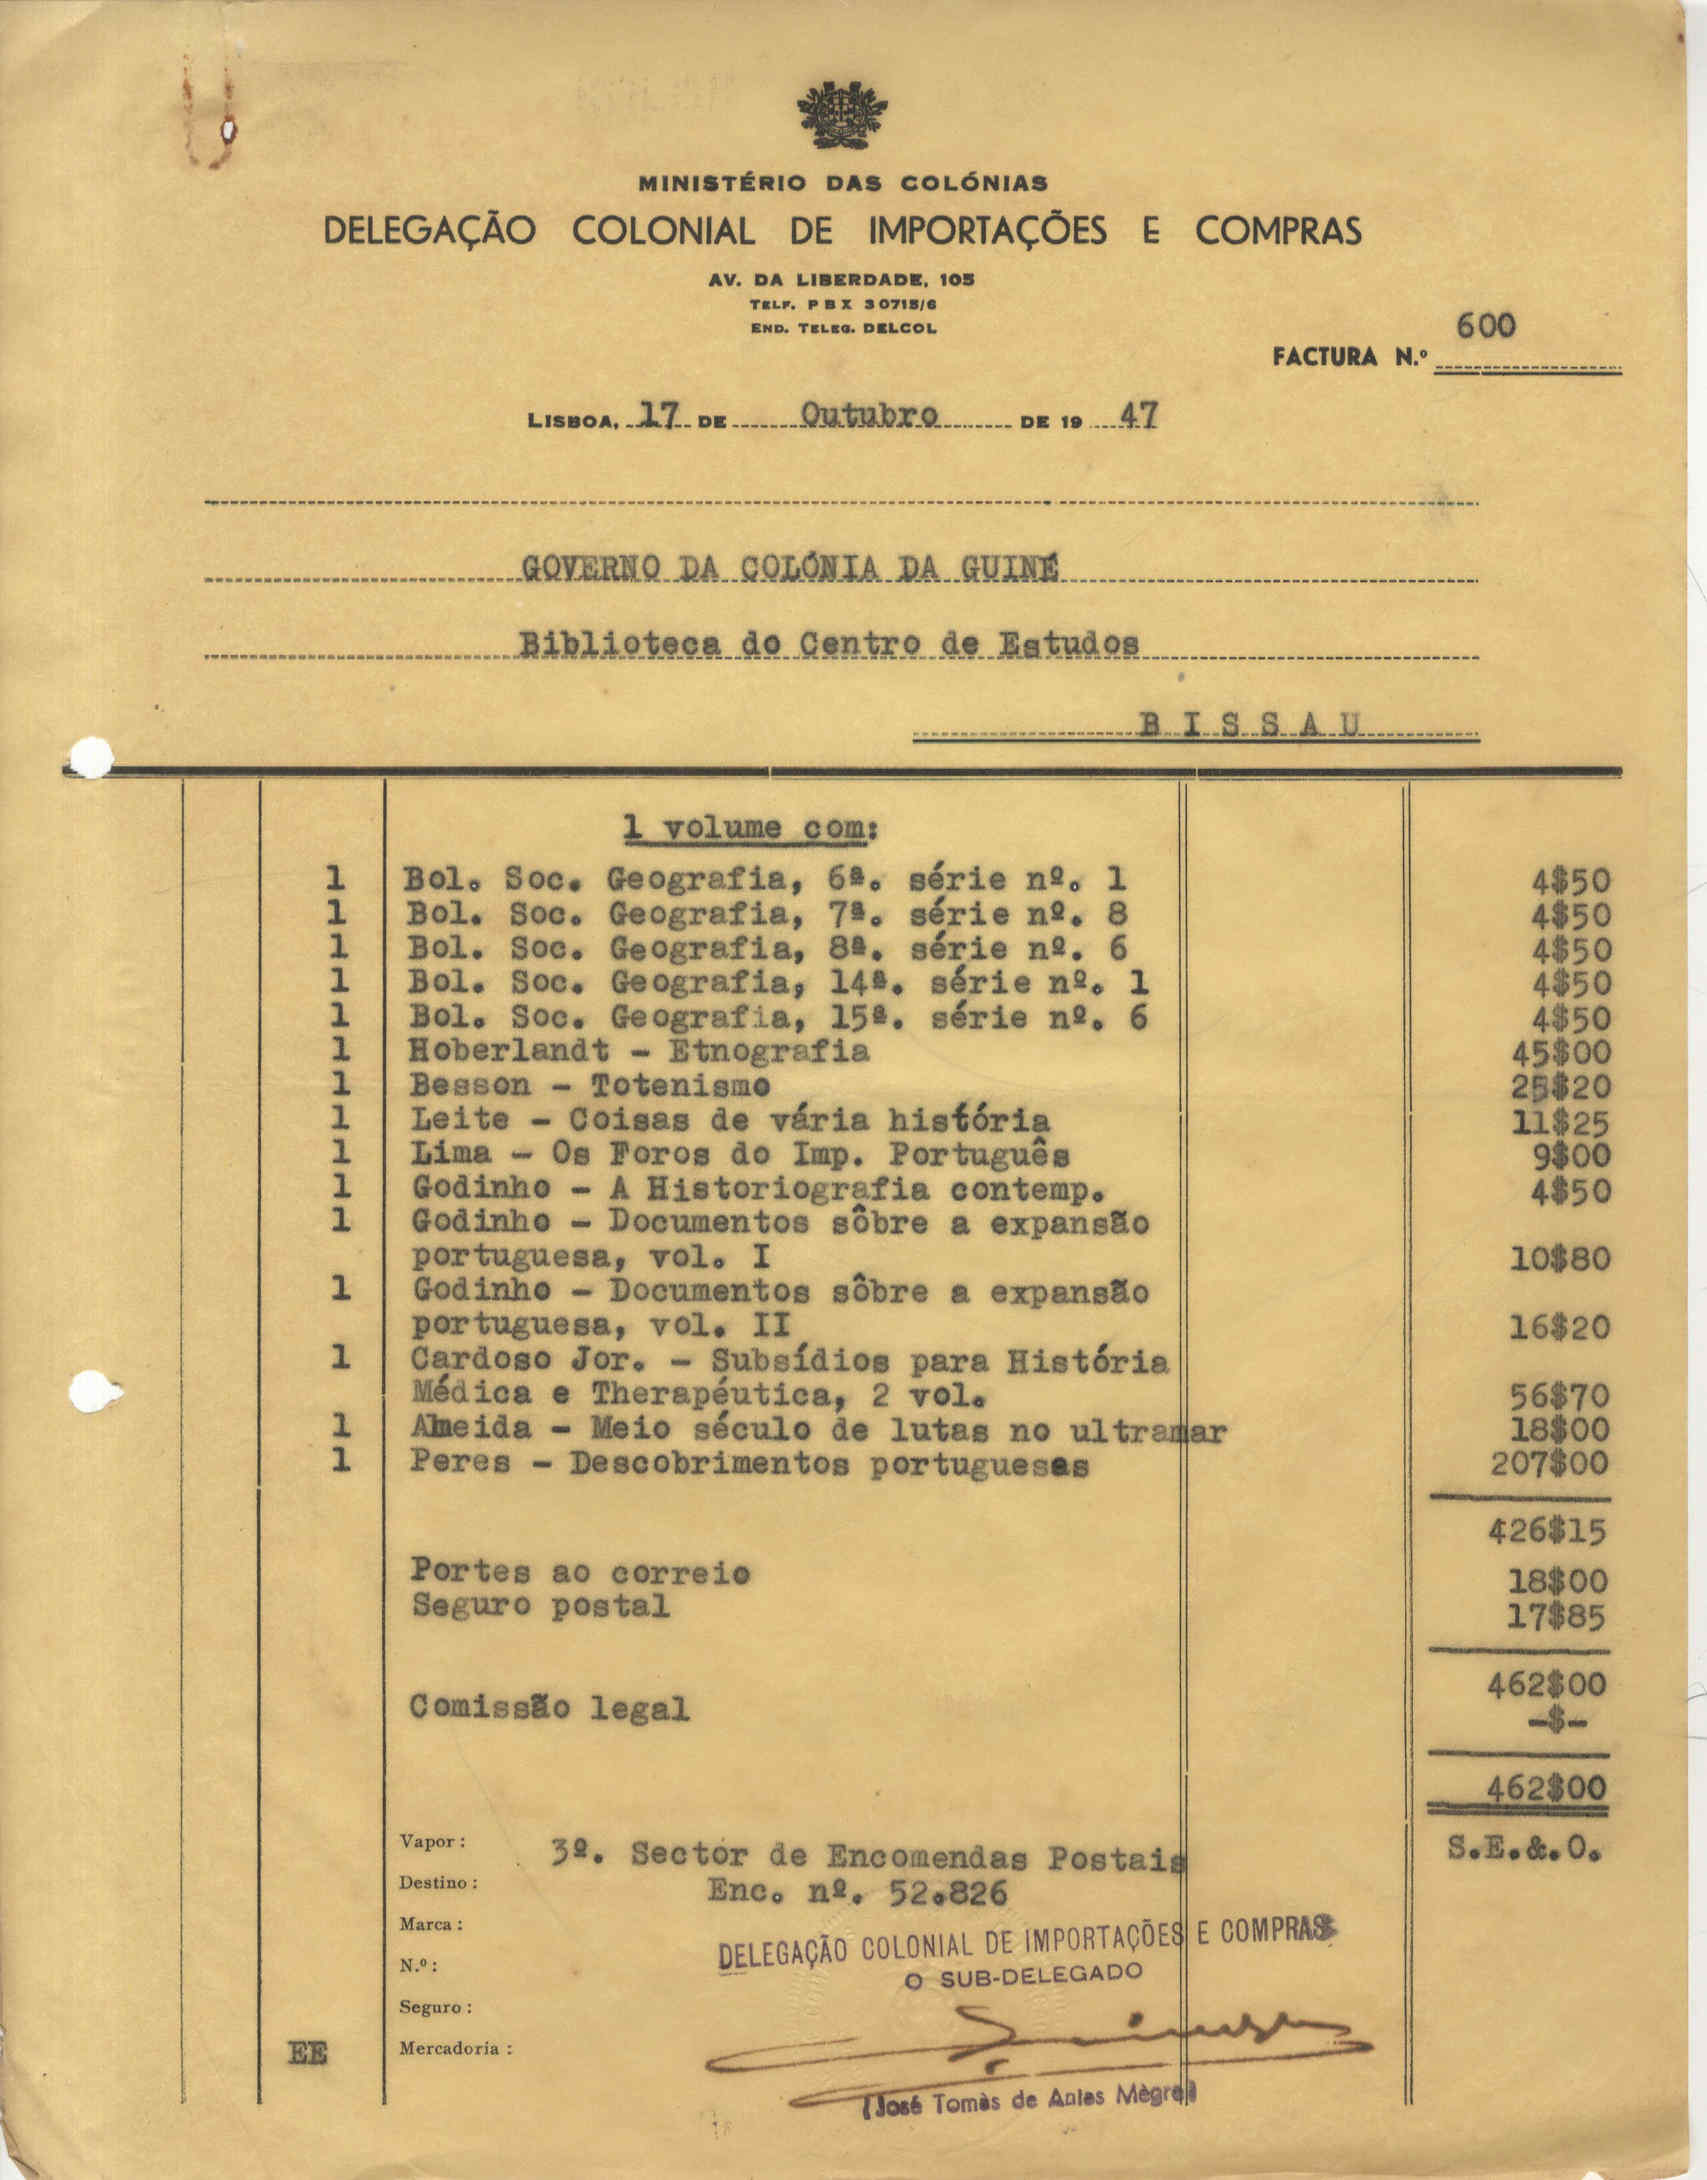 MINISTÉRIO DAS COLÓNIAS
DELEGAÇÃO COLONIAL DE IMPORTAÇÕES E COMPRAS
AV. DA LIBERDADE, 105
TELF. P B X 30715/6
END. TELEG. DELCOL
FACTURA N.º 600
LISBOA, 17 DE Outubro DE 1947
GOVERNO DA COLÓNIA DA GUINÉ
Biblioteca do Centro de Estudos
B I S S A U
1 volume com:
1 Bol. Soc. Geografia, 6ª. série nº. 1 4$50
1 Bol. Soc. Geografia, 7ª. série nº. 8 4$50
1 Bol. Soc. Geografia, 8ª. série nº. 6 4$50
1 Bol. Soc. Geografia, 14ª. série nº. 1 4$50
1 Bol. Soc. Geografia, 15ª. série nº. 6 4$50
1 Hoberlandt - Etnografia 45$00
1 Besson - Totenismo 25$20
1 Leite - Coisas de vária história 11$25
1 Lima - Os Foros do Imp. Português 9$00
1 Godinho - A Historiografia contemp. 4$50
1 Godinho - Documentos sôbre a expansão
portuguesa, vol. I 10$80
1 Godinho - Documentos sôbre a expansão
portuguesa, vol. II 16$20
1 Cardoso Jor. - Subsídios para História
Médica e Therapéutica, 2 vol. 56$70
1 Almeida - Meio século de lutas no ultramar 18$00
1 Peres - Descobrimentos portugueses 207$00
426$15
Portes ao correio 18$00
Seguro postal 17$85
462$00
Comissão legal -$-
462$00
Vapor: 3º. Sector de Encomendas Postais S.E.&.O.
Destino: Enc. nº. 52.826
Marca:
DELEGAÇÃO COLONIAL DE IMPORTAÇÕES E COMPRAS
N.º:
O SUB-DELEGADO
Seguro:
EE Mercadoria:
(José Tomàs de Anlas Mègre)